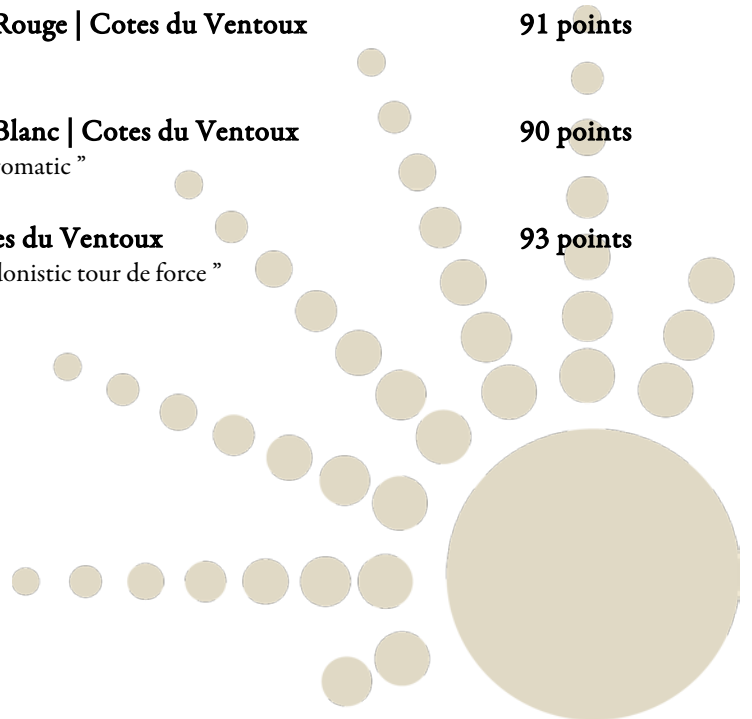 Rouge | Cotes du Ventoux 91 points
Blanc | Cotes du Ventoux 90 points
omatic ”
es du Ventoux 93 points
lonistic tour de force ”